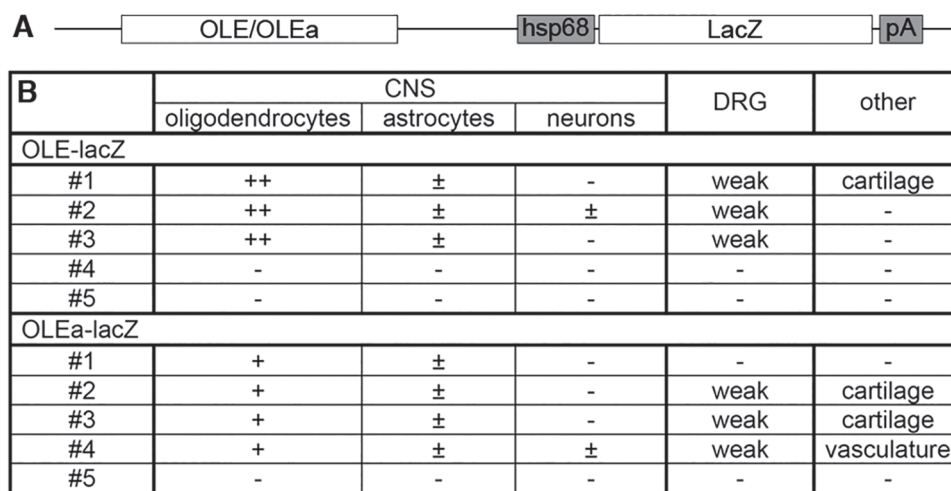 A OLE/OLEa hsp68 LacZ pA
B CNS DRG other
oligodendrocytes astrocytes neurons
OLE-lacZ
#1 ++ ± - weak cartilage
#2 ++ ± ± weak -
#3 ++ ± - weak -
#4 - - - - -
#5 - - - - -
OLEa-lacZ
#1 + ± - - -
#2 + ± - weak cartilage
#3 + ± - weak cartilage
#4 + ± ± weak vasculature
#5 - - - - -